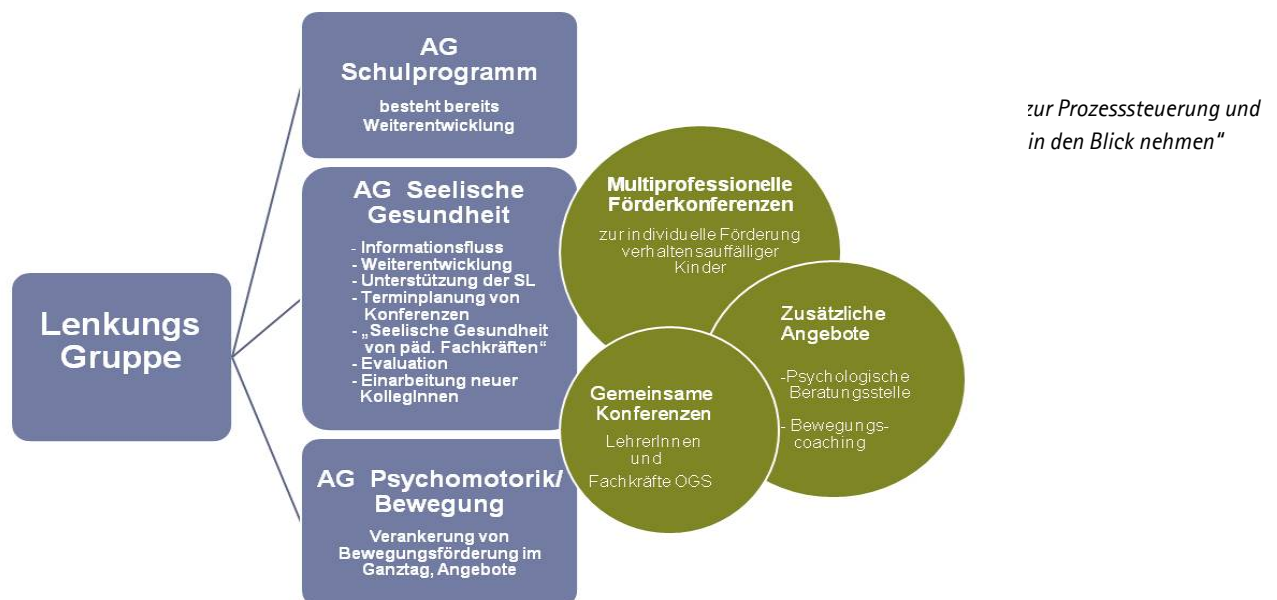 Lenkungs
Gruppe
AG
Schulprogramm
besteht bereits
Weiterentwicklung
AG Seelische
Gesundheit
- Informationsfluss
- Weiterentwicklung
- Unterstützung der SL
- Terminplanung von
Konferenzen
- „Seelische Gesundheit
von päd. Fachkräften“
- Evaluation
- Einarbeitung neuer
KollegInnen
AG Psychomotorik/
Bewegung
Verankerung von
Bewegungsförderung im
Ganztag, Angebote
Multiprofessionelle
Förderkonferenzen
zur individuelle Förderung
verhaltensauffälliger
Kinder
Zusätzliche
Angebote
-Psychologische
Beratungsstelle
- Bewegungs-
coaching
Gemeinsame
Konferenzen
LehrerInnen
und
Fachkräfte OGS
zur Prozesssteuerung und
in den Blick nehmen“